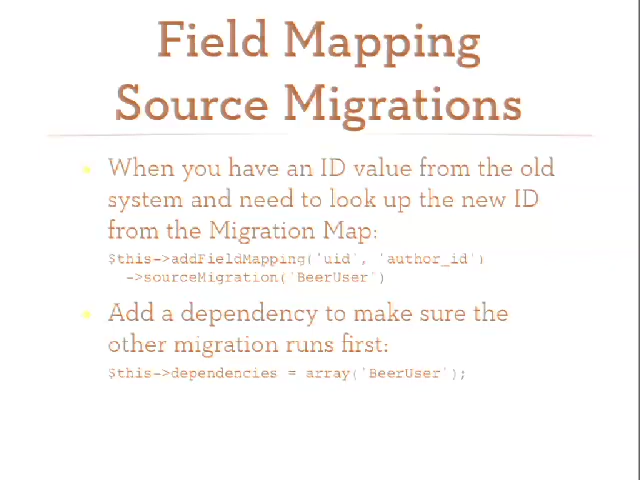 Field Mapping
Source Migrations
When you have an ID value from the old
system and need to look up the new ID
from the Migration Map:
$this->addFieldMapping('uid', 'author_id')
->sourceMigration('BeerUser')
Add a dependency to make sure the
other migration runs first:
$this->dependencies = array('BeerUser');